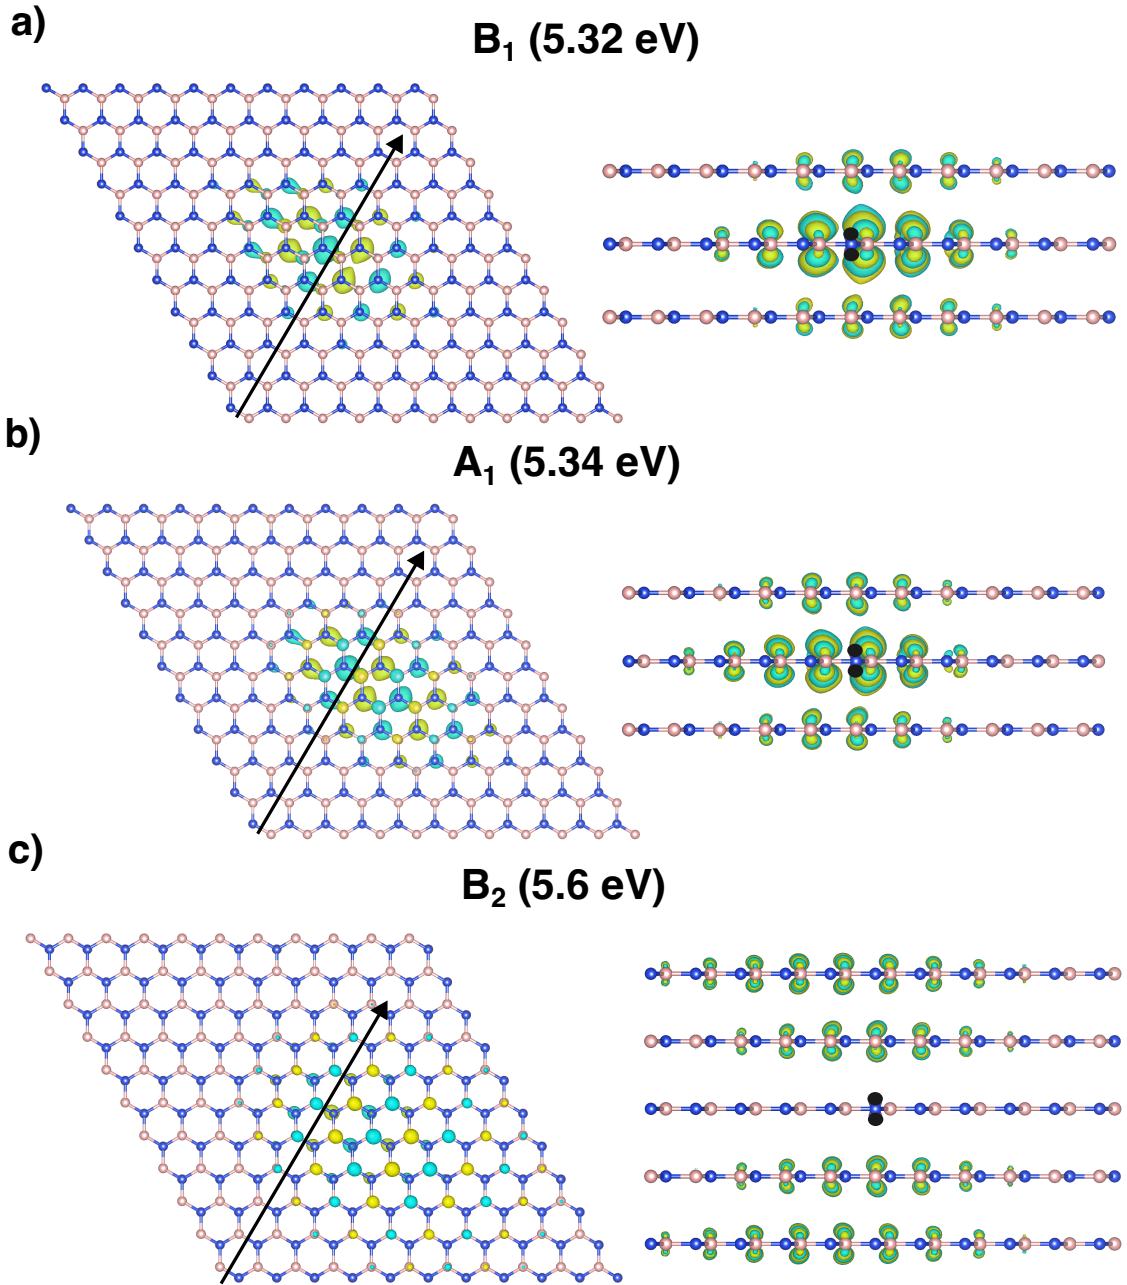 a)
B₁ (5.32 eV)
b)
A₁ (5.34 eV)
c)
B₂ (5.6 eV)